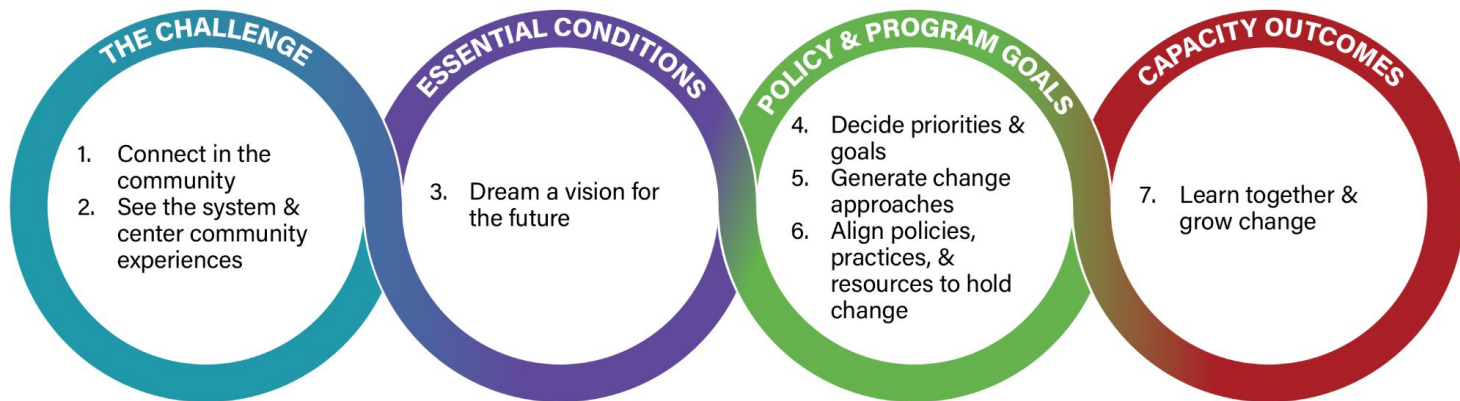 THE CHALLENGE
1. Connect in the
community
2. See the system &
center community
experiences
ESSENTIAL CONDITIONS
3. Dream a vision for
the future
POLICY & PROGRAM GOALS
4. Decide priorities &
goals
5. Generate change
approaches
6. Align policies,
practices, &
resources to hold
change
CAPACITY OUTCOMES
7. Learn together &
grow change